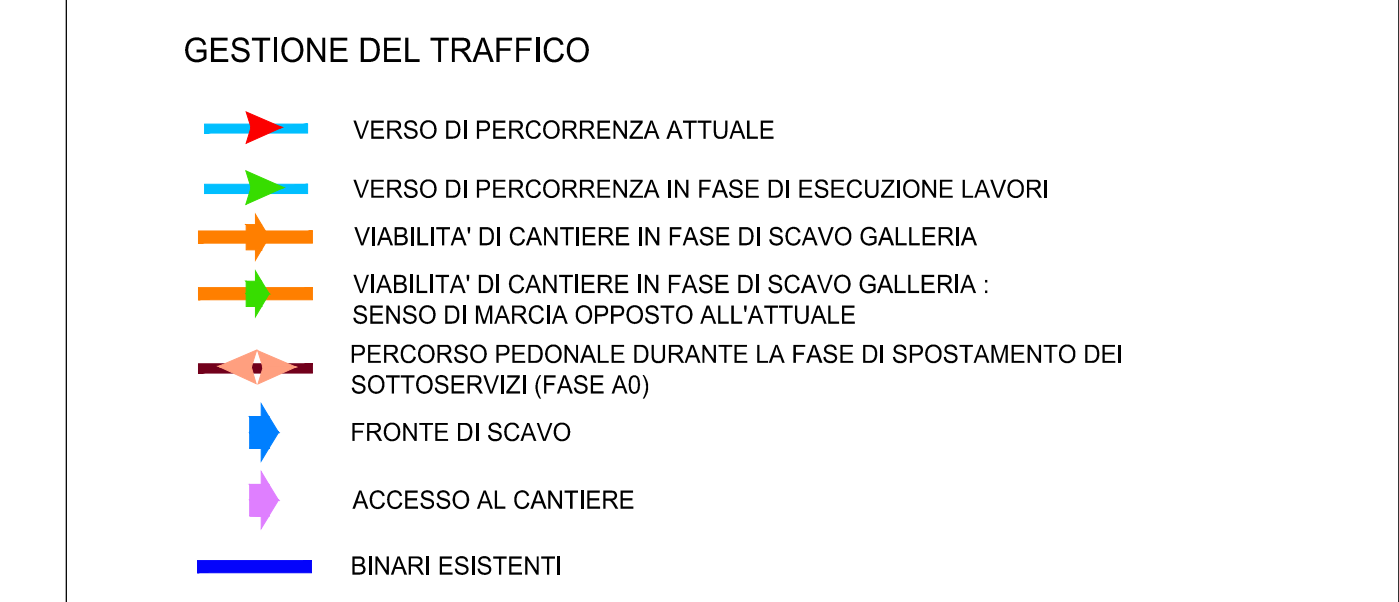 GESTIONE DEL TRAFFICO
VERSO DI PERCORRENZA ATTUALE
VERSO DI PERCORRENZA IN FASE DI ESECUZIONE LAVORI
VIABILITA' DI CANTIERE IN FASE DI SCAVO GALLERIA
VIABILITA' DI CANTIERE IN FASE DI SCAVO GALLERIA :
SENSO DI MARCIA OPPOSTO ALL'ATTUALE
PERCORSO PEDONALE DURANTE LA FASE DI SPOSTAMENTO DEI
SOTTOSERVIZI (FASE A0)
FRONTE DI SCAVO
ACCESSO AL CANTIERE
BINARI ESISTENTI